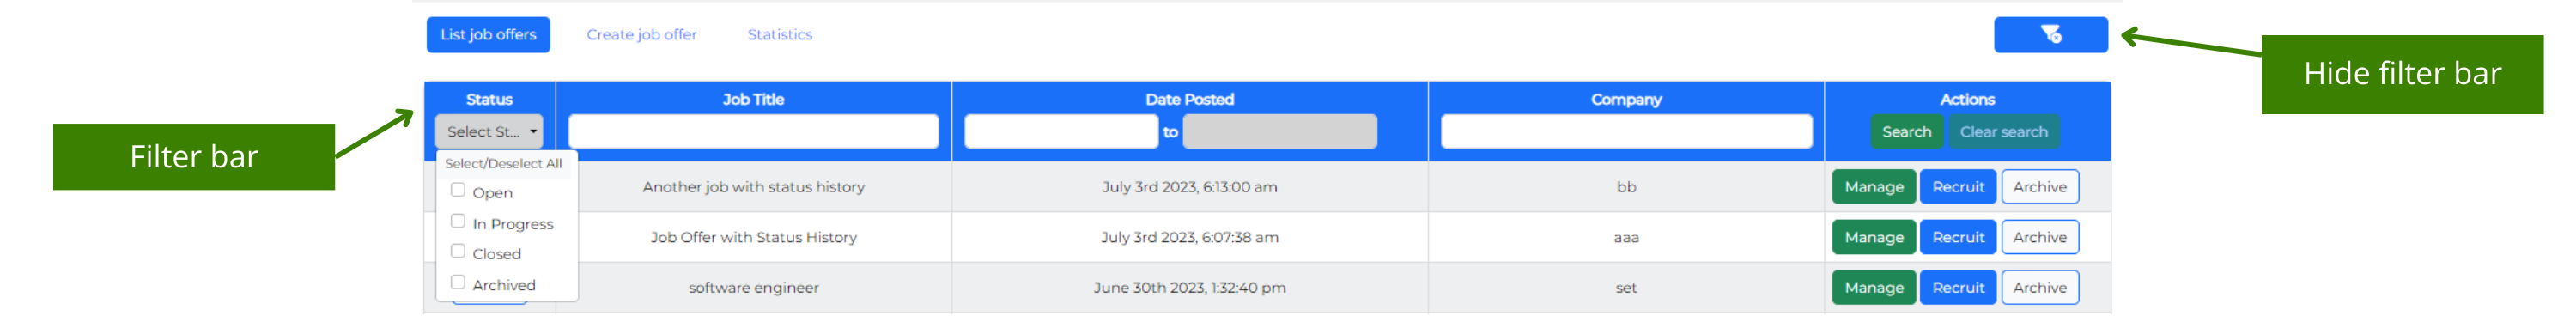 List job offers Create job offer Statistics
Hide filter bar
Status Job Title Date Posted Company Actions
Select St... to Search Clear search
Filter bar
Select/Deselect All
Open
In Progress
Closed
Archived
Another job with status history July 3rd 2023, 6:13:00 am bb Manage Recruit Archive
Job Offer with Status History July 3rd 2023, 6:07:38 am aaa Manage Recruit Archive
software engineer June 30th 2023, 1:32:40 pm set Manage Recruit Archive